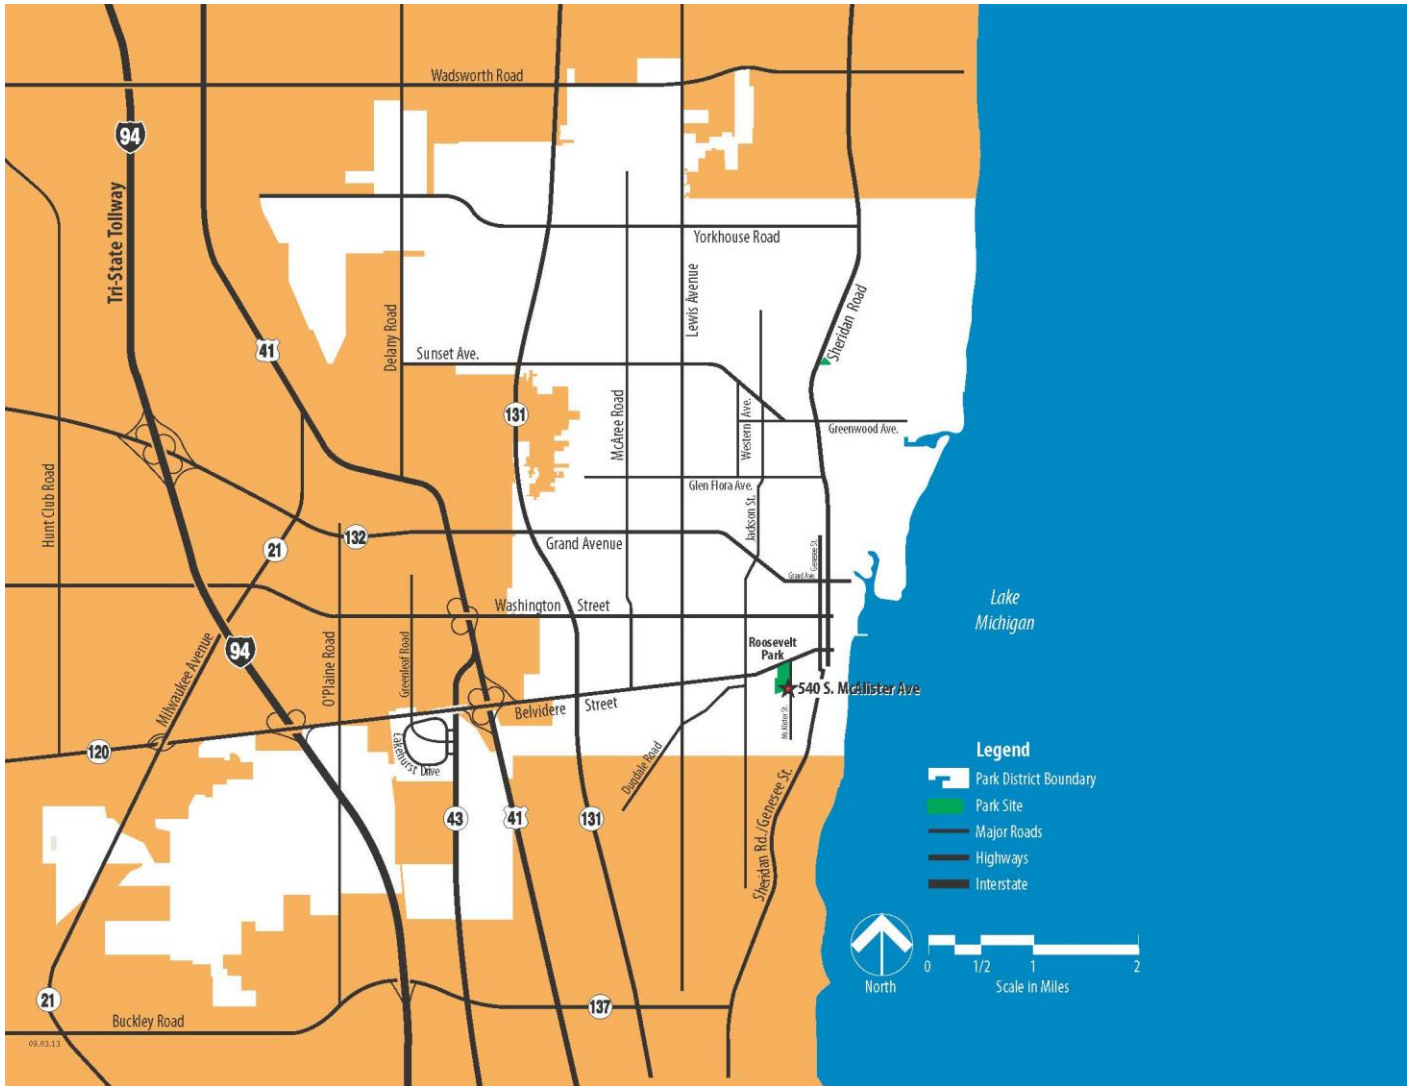 Wadsworth Road
94
Tri-State Tollway
Yorkhouse Road
Lewis Avenue
Sheridan Road
41
Delany Road
Sunset Ave.
131
McAree Road
Western Ave.
Greenwood Ave.
Hunt Club Road
Glen Flora Ave.
Jackson St.
132
21
Grand Avenue
Genesee St.
Grand Ave.
Lake
Michigan
Washington Street
Roosevelt
Park
94
Milwaukee Avenue
O'Plaine Road
Greenleaf Road
540 S. McAllister Ave
Belvidere Street
McAlister St.
120
Lakehurst Drive
Dugdale Road
Sheridan Rd./Genesee St.
43
41
131
Legend
Park District Boundary
Park Site
Major Roads
Highways
Interstate
North
0 1/2 1 2
Scale in Miles
21
137
Buckley Road
09.03.13